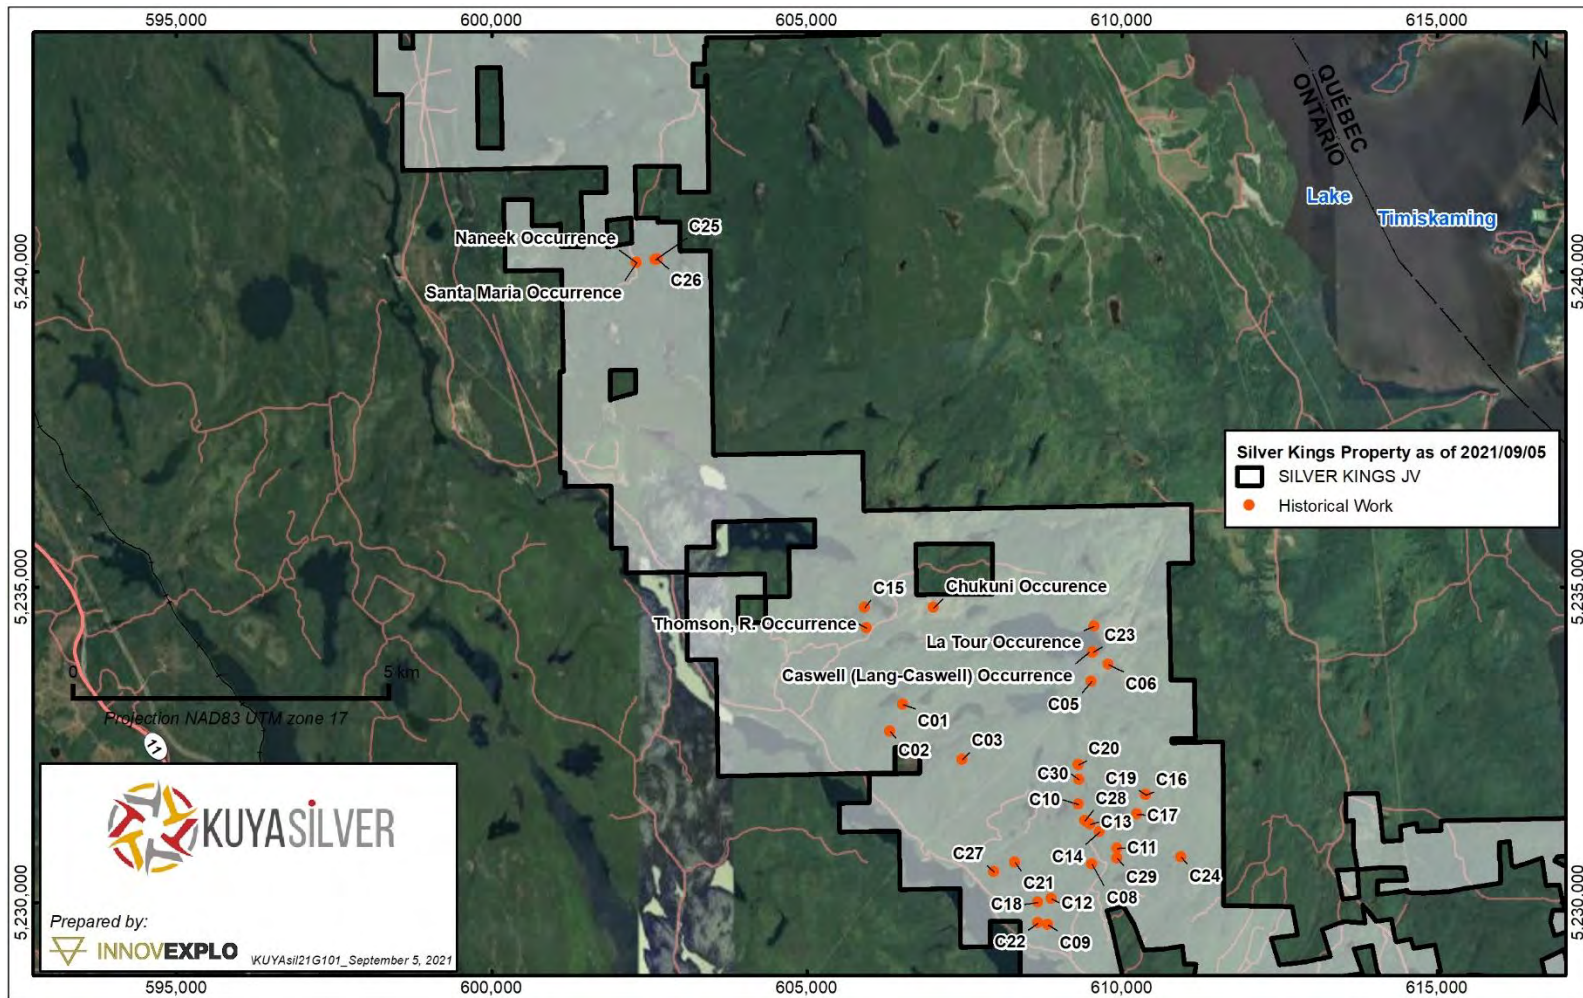 595,000 600,000 605,000 610,000 615,000
N
QUÉBEC
ONTARIO
Lake
Timiskaming
C25
Naneek Occurrence
5,240,000
5,240,000
C26
Santa Maria Occurrence
Silver Kings Property as of 2021/09/05
SILVER KINGS JV
Historical Work
5,235,000
5,235,000
C15
Chukuni Occurence
Thomson, R. Occurrence
C23
La Tour Occurence
Caswell (Lang-Caswell) Occurrence
C06
C05
0 5 km
Projection NAD83 UTM zone 17
C01
C02
C03
11
C20
C30
C19
C16
C28
C10
C13
C17
C14
C11
C27
C29
C24
C21
C08
C18
C12
5,230,000
5,230,000
C22
C09
KUYASILVER
Prepared by:
INNOVEXPLO
\KUYAsil21G101_September 5, 2021
595,000 600,000 605,000 610,000 615,000